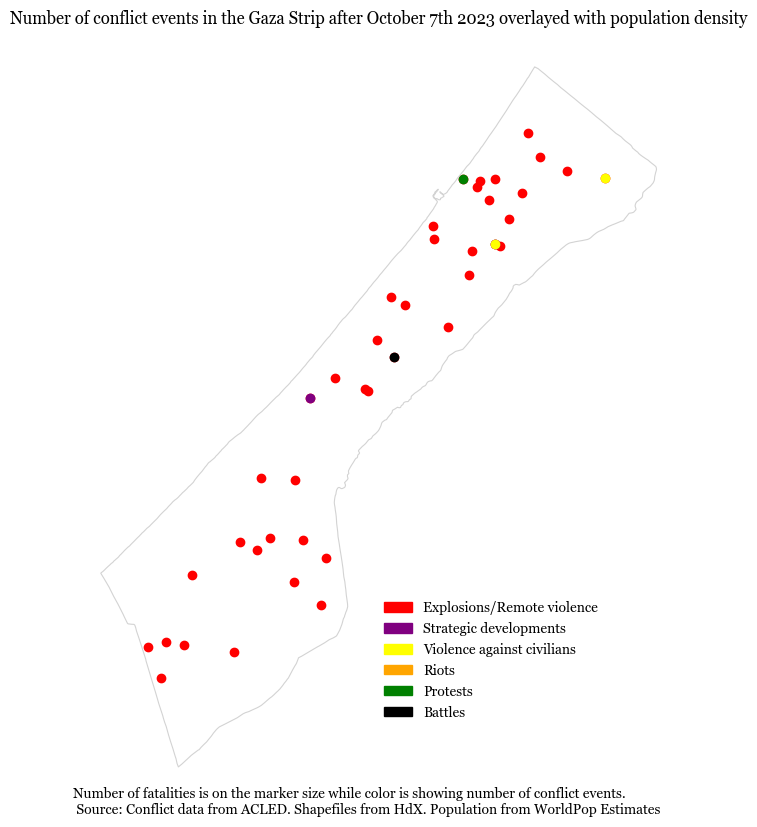 Number of conflict events in the Gaza Strip after October 7th 2023 overlayed with population density
Explosions/Remote violence
Strategic developments
Violence against civilians
Riots
Protests
Battles
Number of fatalities is on the marker size while color is showing number of conflict events.
Source: Conflict data from ACLED. Shapefiles from HdX. Population from WorldPop Estimates